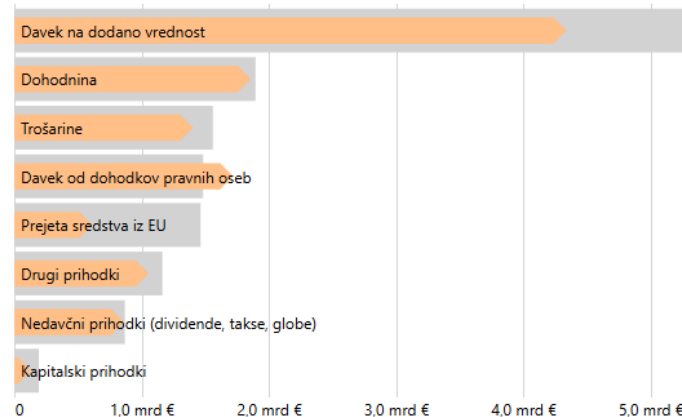 Davek na dodano vrednost
Dohodnina
Trošarine
Davek od dohodkov pravnih oseb
Prejeta sredstva iz EU
Drugi prihodki
Nedavčni prihodki (dividende, takse, globe)
Kapitalski prihodki
0 1,0 mrd € 2,0 mrd € 3,0 mrd € 4,0 mrd € 5,0 mrd €